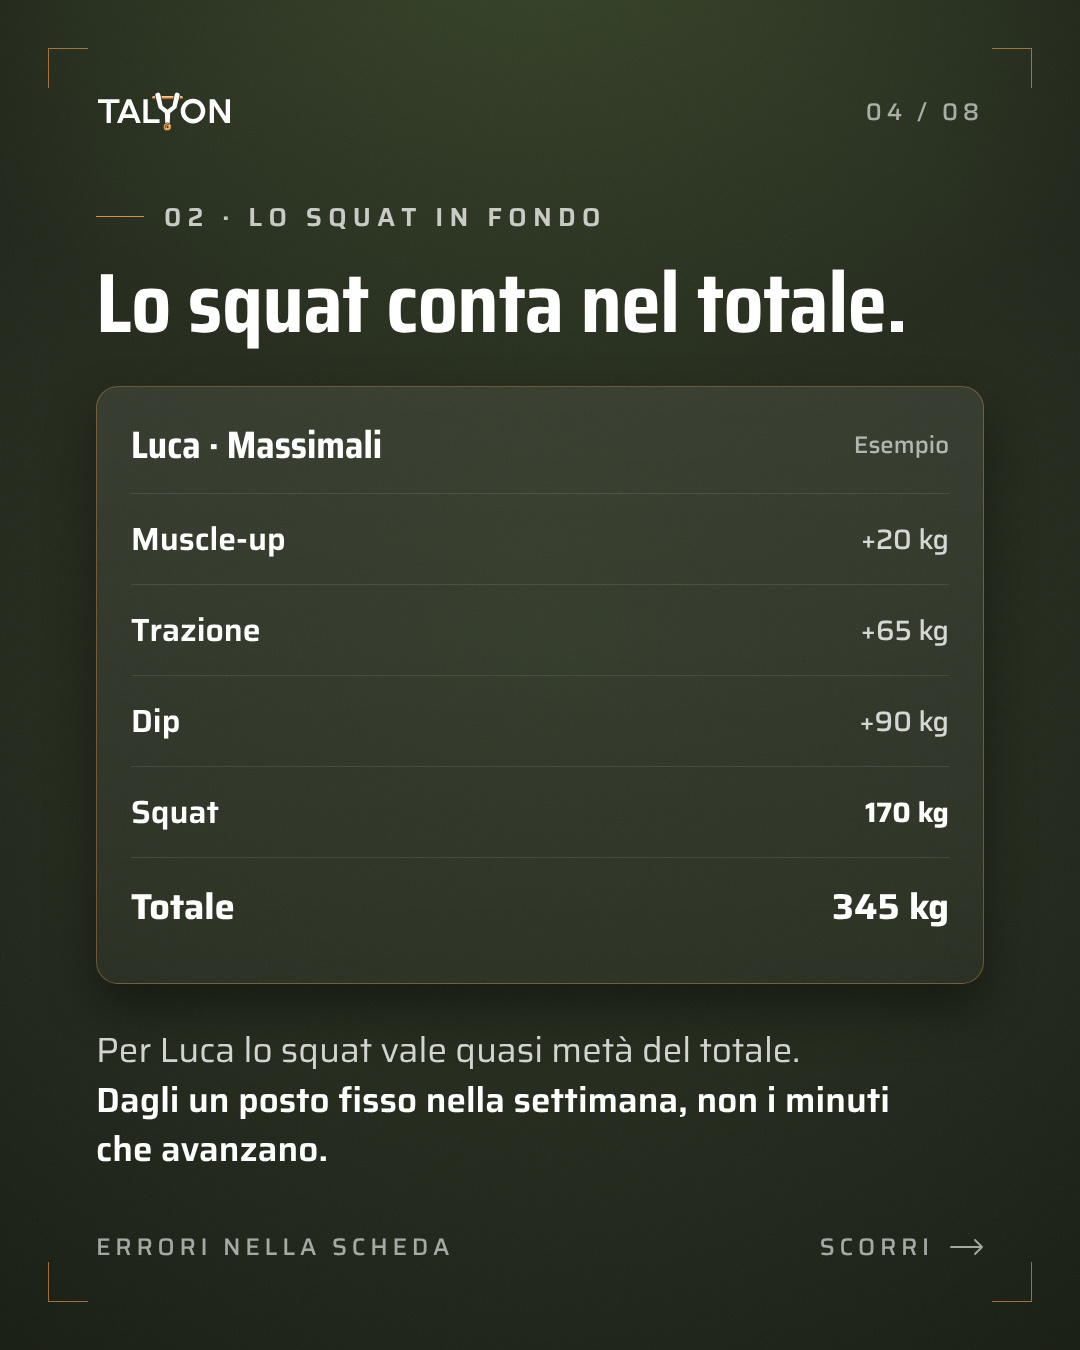 TALYON
04 / 08
02 · LO SQUAT IN FONDO
Lo squat conta nel totale.
Luca · Massimali
Esempio
Muscle-up
+20 kg
Trazione
+65 kg
Dip
+90 kg
Squat
170 kg
Totale
345 kg
Per Luca lo squat vale quasi metà del totale.
Dagli un posto fisso nella settimana, non i minuti
che avanzano.
ERRORI NELLA SCHEDA
SCORRI →